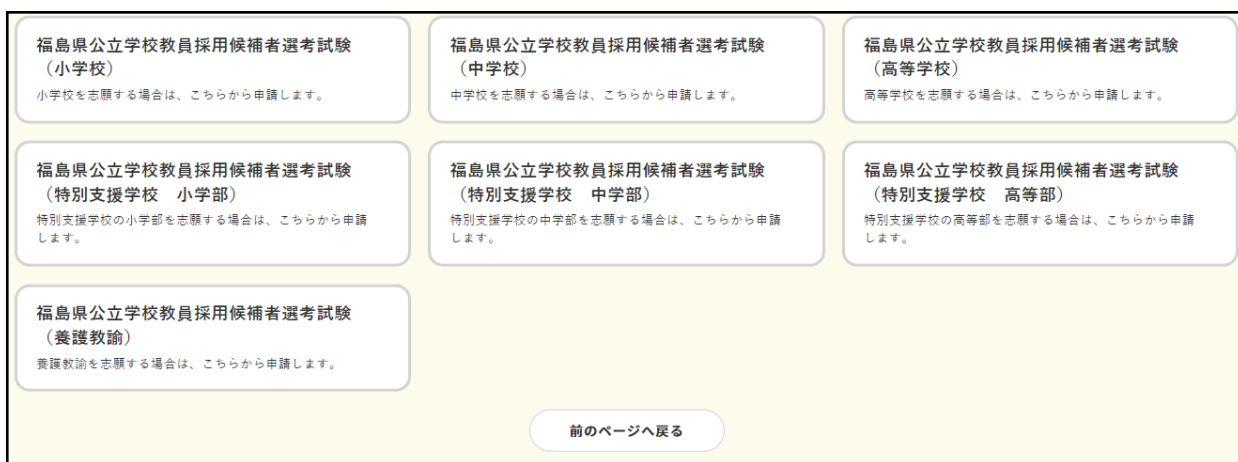 福島県公立学校教員採用候補者選考試験
（小学校）
小学校を志願する場合は、こちらから申請します。
福島県公立学校教員採用候補者選考試験
（中学校）
中学校を志願する場合は、こちらから申請します。
福島県公立学校教員採用候補者選考試験
（高等学校）
高等学校を志願する場合は、こちらから申請します。
福島県公立学校教員採用候補者選考試験
（特別支援学校　小学部）
特別支援学校の小学部を志願する場合は、こちらから申請
します。
福島県公立学校教員採用候補者選考試験
（特別支援学校　中学部）
特別支援学校の中学部を志願する場合は、こちらから申請
します。
福島県公立学校教員採用候補者選考試験
（特別支援学校　高等部）
特別支援学校の高等部を志願する場合は、こちらから申請
します。
福島県公立学校教員採用候補者選考試験
（養護教諭）
養護教諭を志願する場合は、こちらから申請します。
前のページへ戻る